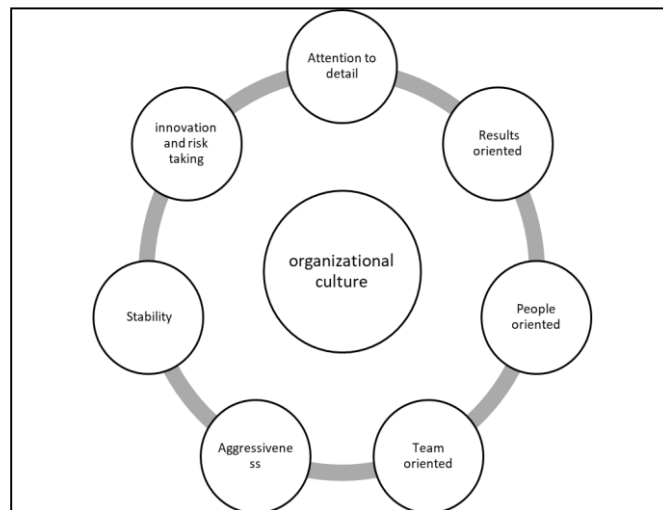 Attention to
detail
innovation
and risk
taking
Results
oriented
organizational
culture
Stability
People
oriented
Aggressivene
ss
Team
oriented